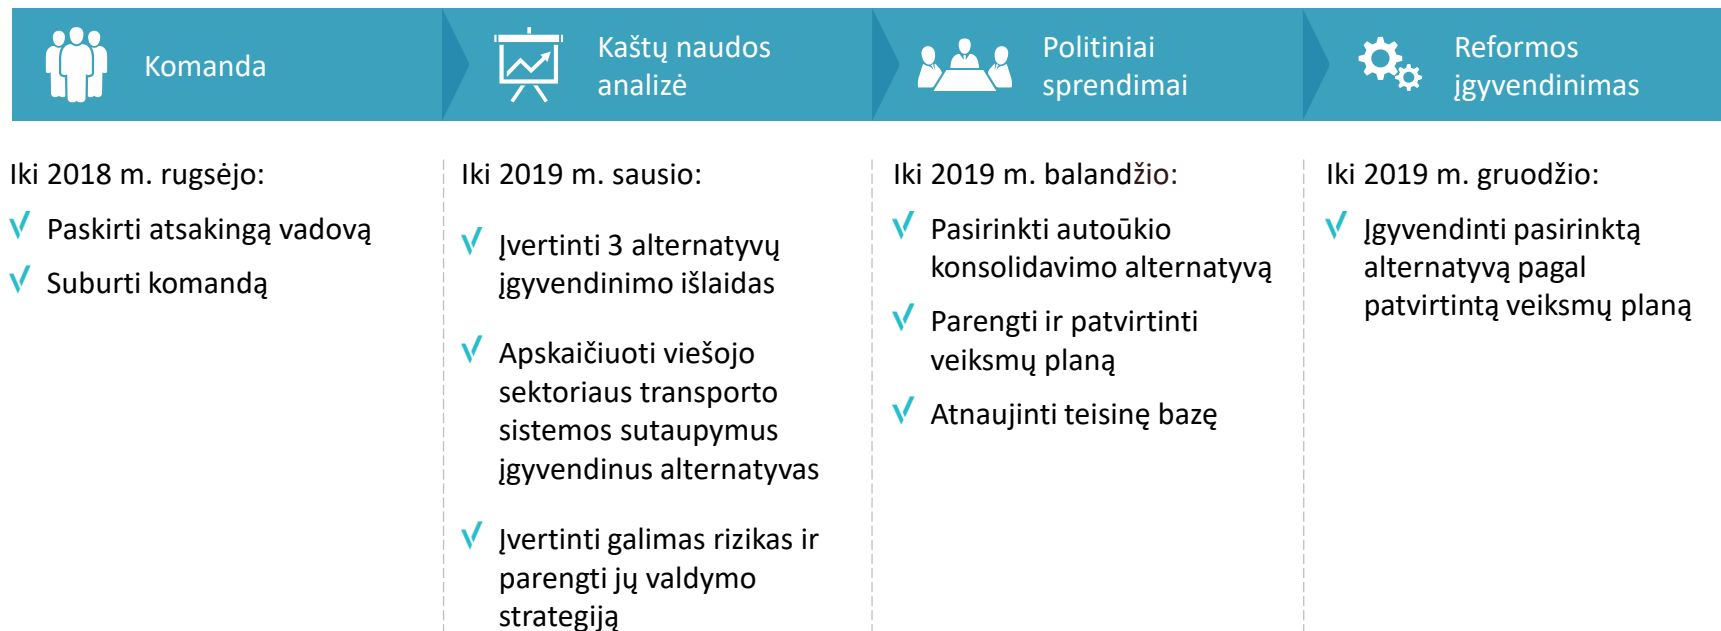 Komanda
Kaštų naudos
analizė
Politiniai
sprendimai
Reformos
įgyvendinimas
Iki 2018 m. rugsėjo:
Paskirti atsakingą vadovą
Suburti komandą
Iki 2019 m. sausio:
Įvertinti 3 alternatyvų
įgyvendinimo išlaidas
Apskaičiuoti viešojo
sektoriaus transporto
sistemos sutaupymus
įgyvendinus alternatyvas
Įvertinti galimas rizikas ir
parengti jų valdymo
strategiją
Iki 2019 m. balandžio:
Pasirinkti autoūkio
konsolidavimo alternatyvą
Parengti ir patvirtinti
veiksmų planą
Atnaujinti teisinę bazę
Iki 2019 m. gruodžio:
Įgyvendinti pasirinktą
alternatyvą pagal
patvirtintą veiksmų planą